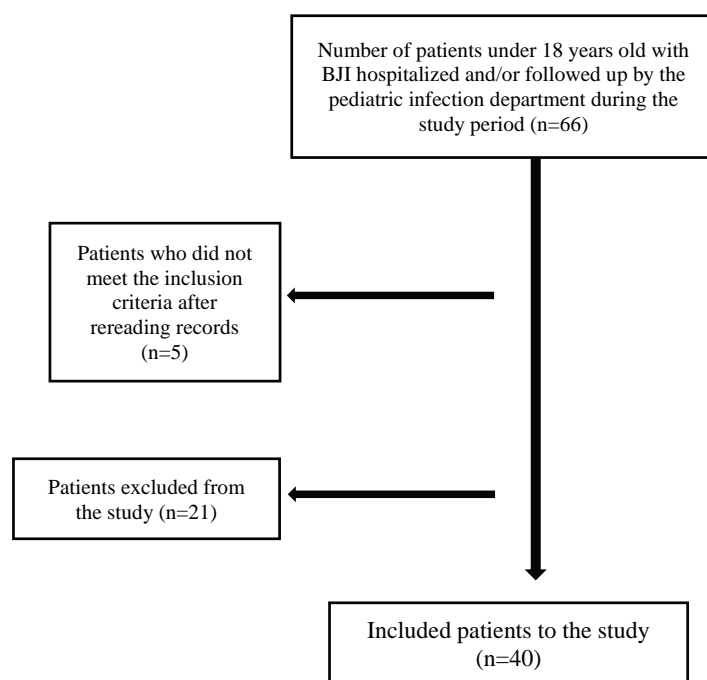 Number of patients under 18 years old with
BJI hospitalized and/or followed up by the
pediatric infection department during the
study period (n=66)
Patients who did not
meet the inclusion
criteria after
rereading records
(n=5)
Patients excluded from
the study (n=21)
Included patients to the study
(n=40)